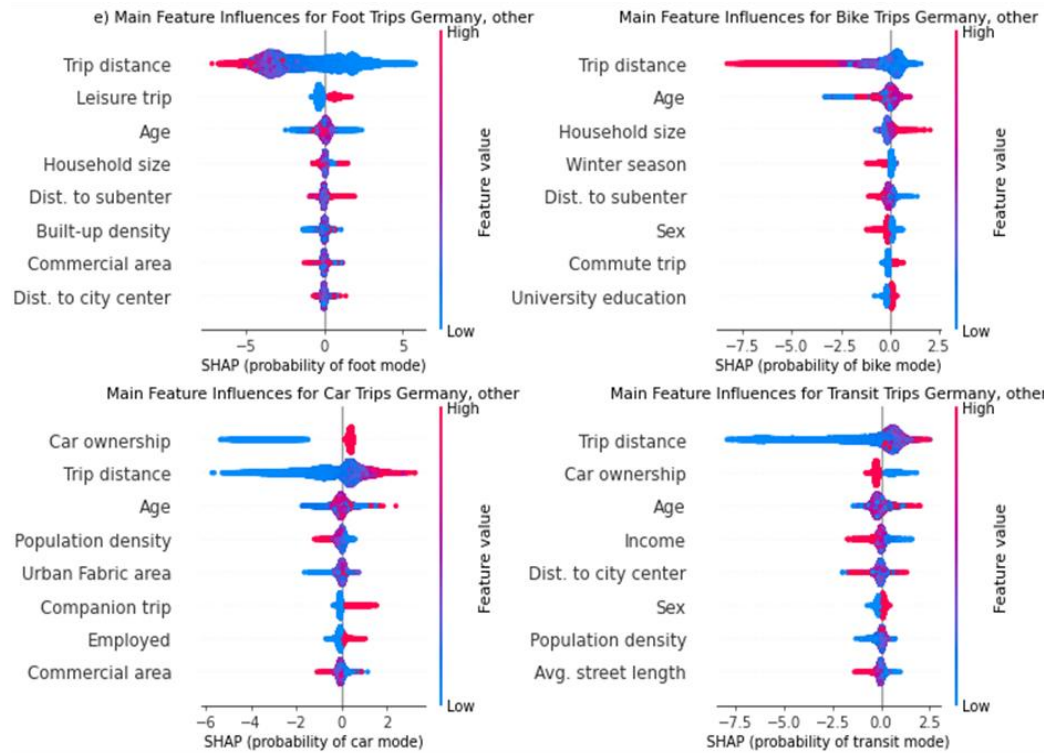 e) Main Feature Influences for Foot Trips Germany, other
High
Trip distance
Leisure trip
Age
Household size
Dist. to subenter
Built-up density
Commercial area
Dist. to city center
Feature value
Low
−5 0 5
SHAP (probability of foot mode)
Main Feature Influences for Bike Trips Germany, other
High
Trip distance
Age
Household size
Winter season
Dist. to subenter
Sex
Commute trip
University education
Feature value
Low
−7.5 −5.0 −2.5 0.0 2.5
SHAP (probability of bike mode)
Main Feature Influences for Car Trips Germany, other
High
Car ownership
Trip distance
Age
Population density
Urban Fabric area
Companion trip
Employed
Commercial area
Feature value
Low
−6 −4 −2 0 2
SHAP (probability of car mode)
Main Feature Influences for Transit Trips Germany, other
High
Trip distance
Car ownership
Age
Income
Dist. to city center
Sex
Population density
Avg. street length
Feature value
Low
−7.5 −5.0 −2.5 0.0 2.5
SHAP (probability of transit mode)